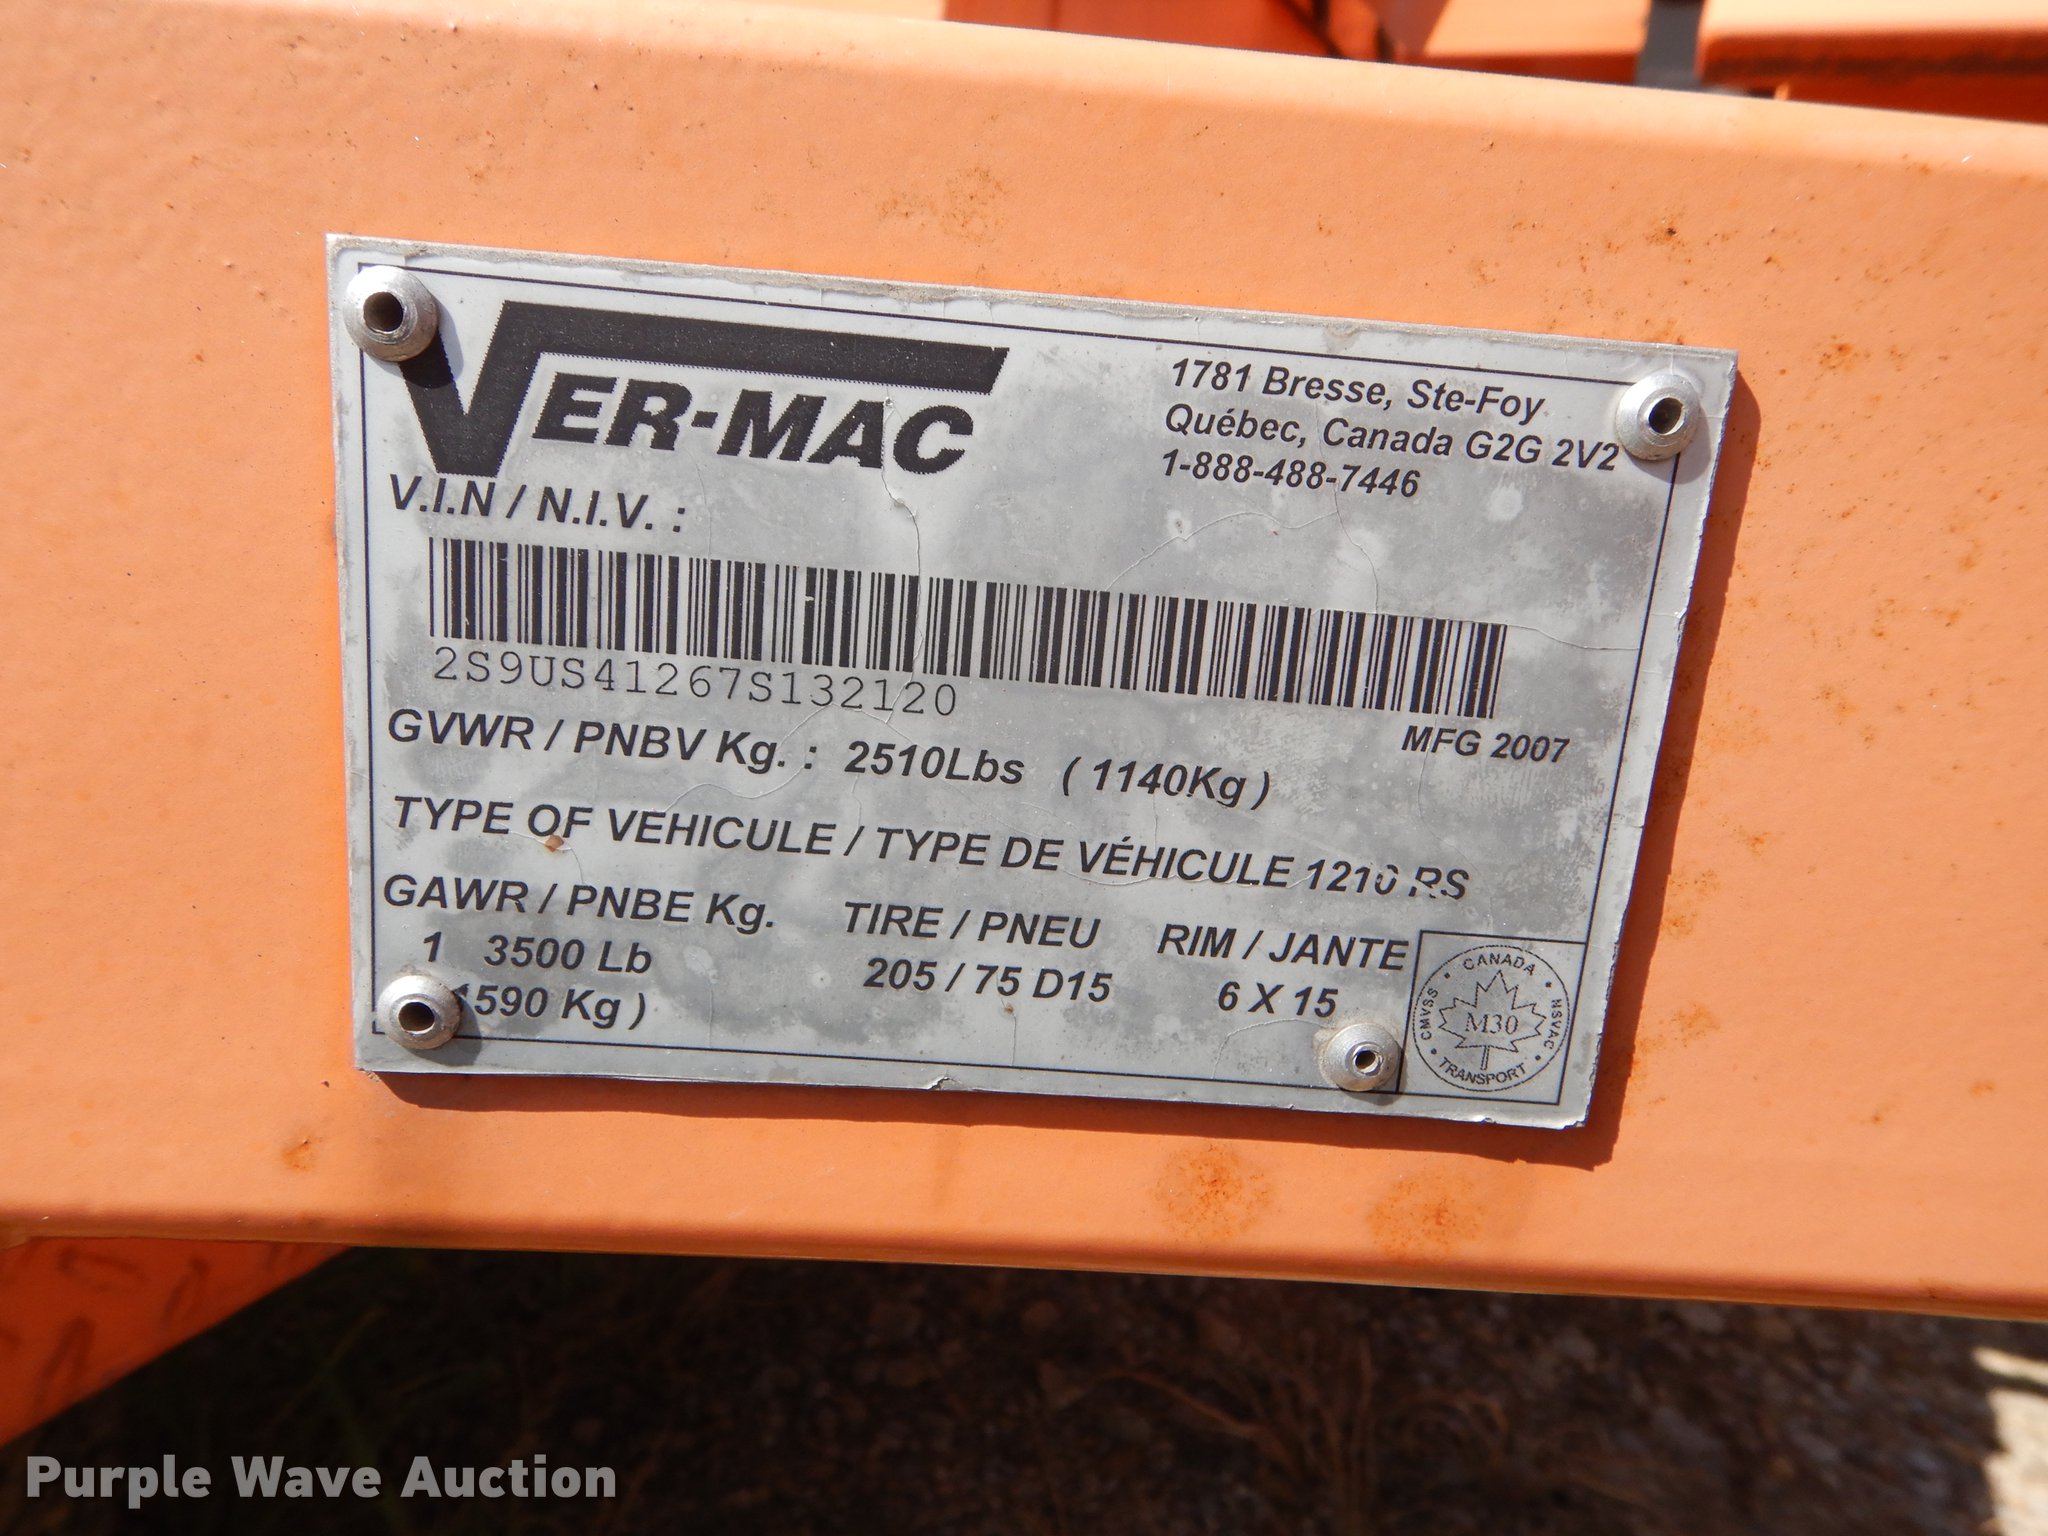 VER-MAC
1781 Bresse, Ste-Foy
Québec, Canada G2G 2V2
1-888-488-7446
V.I.N / N.I.V. :
2S9US41267S132120
MFG 2007
GVWR / PNBV Kg. : 2510Lbs ( 1140Kg )
TYPE OF VEHICULE / TYPE DE VÉHICULE 1210 RS
GAWR / PNBE Kg. TIRE / PNEU RIM / JANTE
1 3500 Lb 205 / 75 D15 6 X 15
1590 Kg )
CANADA
NSVAC
TRANSPORT
CMVSS
M30
Purple Wave Auction